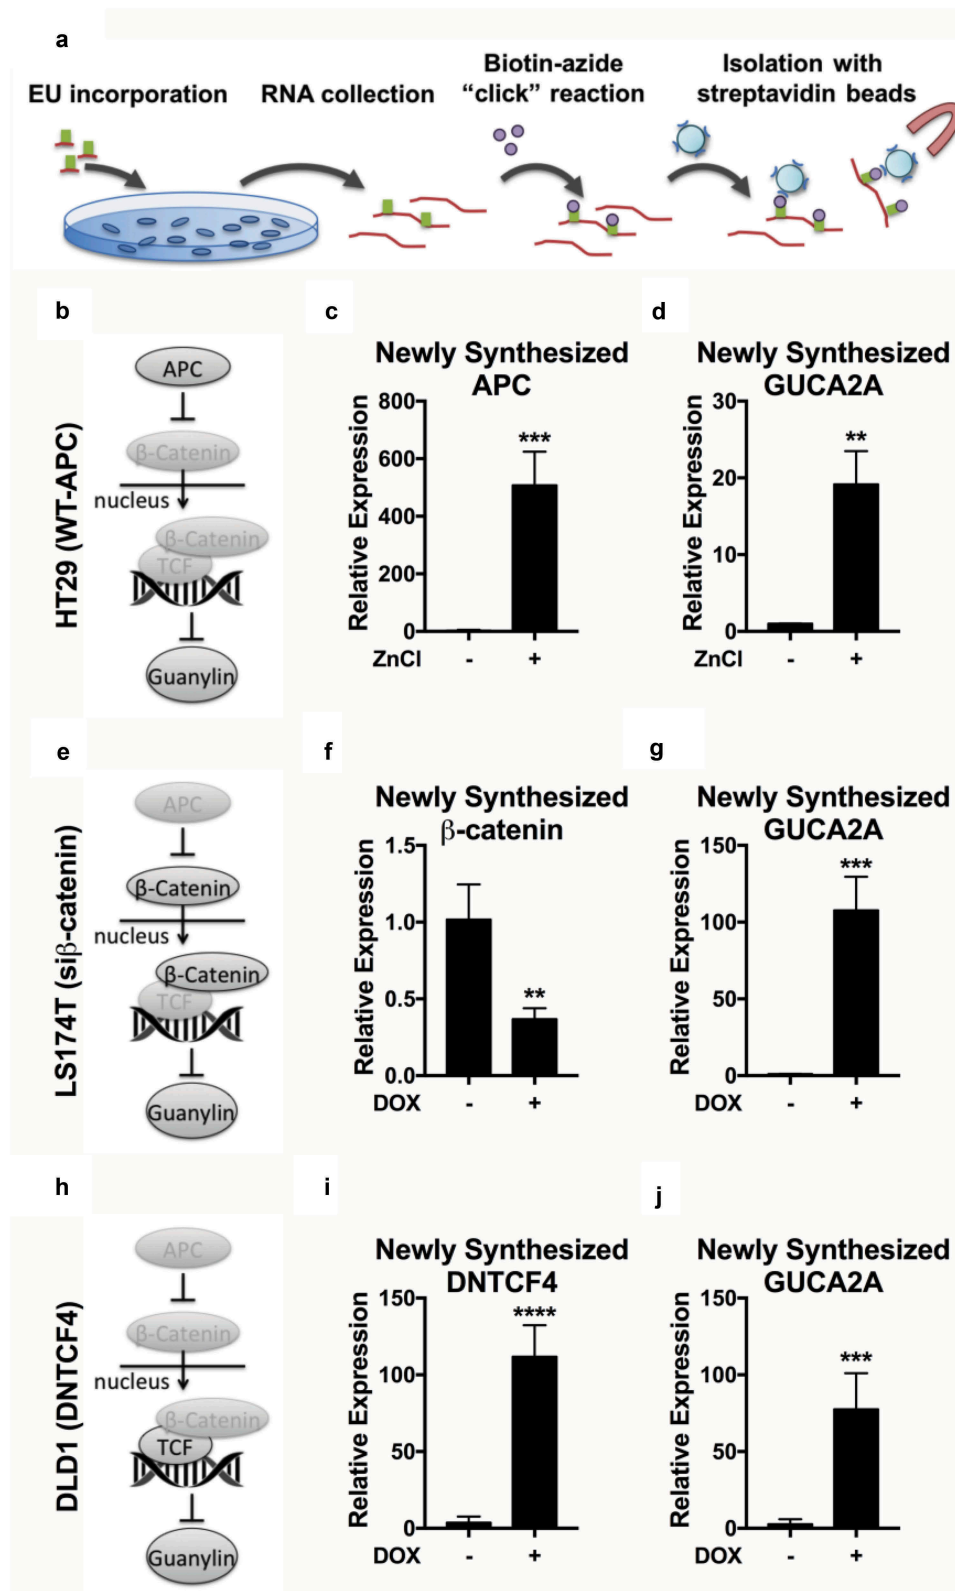 a
EU incorporation
RNA collection
Biotin-azide
“click” reaction
Isolation with
streptavidin beads
b
HT29 (WT-APC)
APC
β-Catenin
nucleus
β-Catenin
TCF
Guanylin
c
Newly Synthesized
APC
Relative Expression
800
600
400
200
0
***
ZnCl - +
d
Newly Synthesized
GUCA2A
Relative Expression
30
20
10
0
**
ZnCl - +
e
LS174T (siβ-catenin)
APC
β-Catenin
nucleus
β-Catenin
TCF
Guanylin
f
Newly Synthesized
β-catenin
Relative Expression
1.5
1.0
0.5
0.0
**
DOX - +
g
Newly Synthesized
GUCA2A
Relative Expression
150
100
50
0
***
DOX - +
h
DLD1 (DNTCF4)
APC
β-Catenin
nucleus
β-Catenin
TCF
Guanylin
i
Newly Synthesized
DNTCF4
Relative Expression
150
100
50
0
****
DOX - +
j
Newly Synthesized
GUCA2A
Relative Expression
150
100
50
0
***
DOX - +